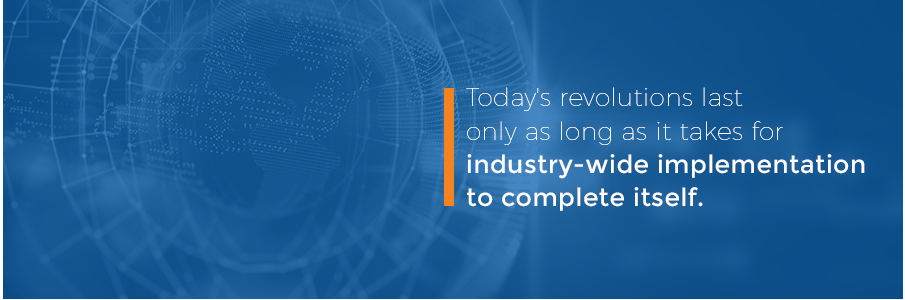 Today's revolutions last
only as long as it takes for
industry-wide implementation
to complete itself.